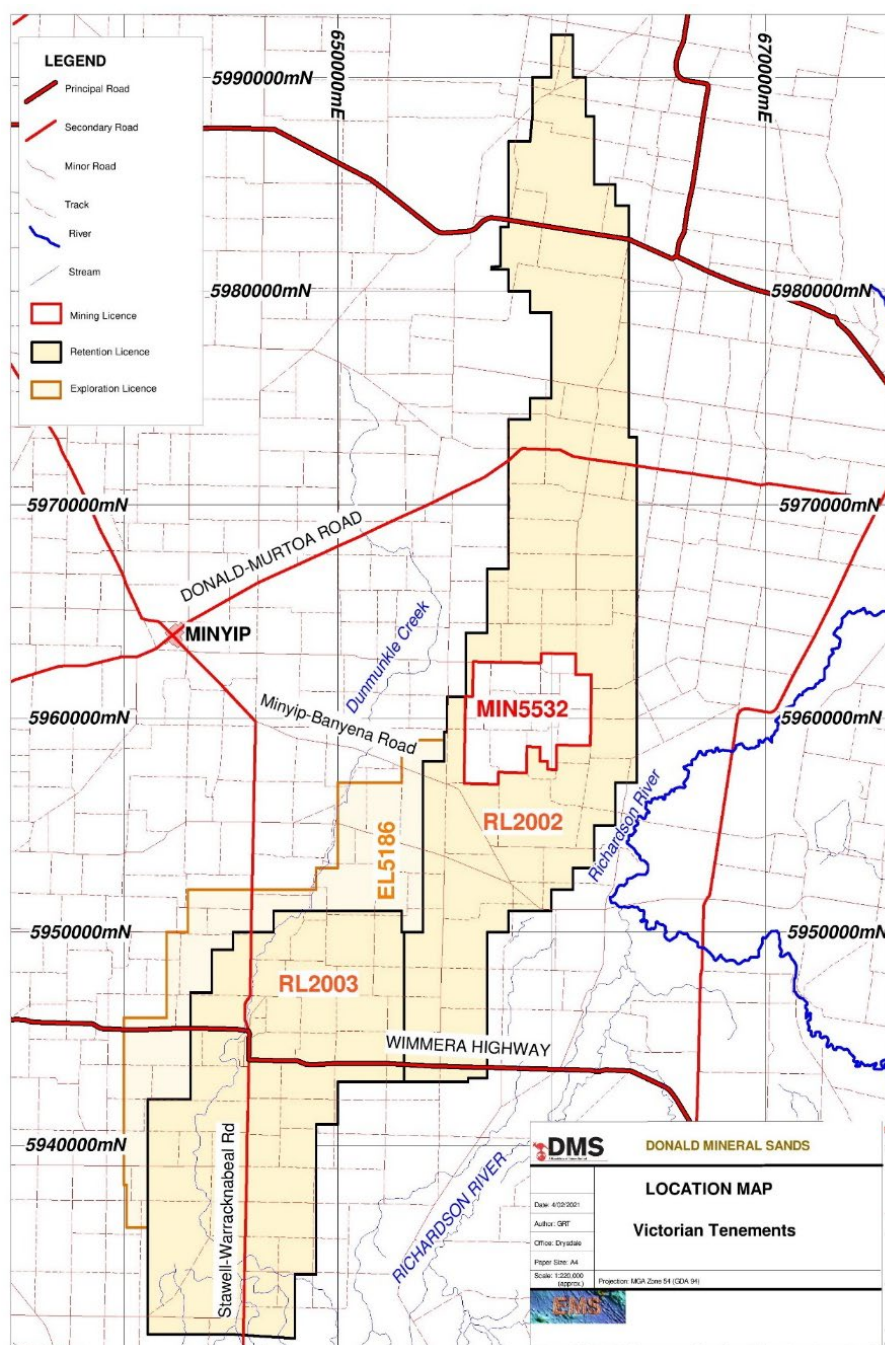 LEGEND
Principal Road
Secondary Road
Minor Road
Track
River
Stream
Mining Licence
Retention Licence
Exploration Licence
650000mE
670000mE
5990000mN
5980000mN
5980000mN
5970000mN
5970000mN
DONALD-MURTOA ROAD
MINYIP
Dunmunkle Creek
Minyip-Banyena Road
5960000mN
5960000mN
MIN5532
RL2002
EL5186
Richardson River
5950000mN
5950000mN
RL2003
WIMMERA HIGHWAY
5940000mN
Stawell-Warracknabeal Rd
RICHARDSON RIVER
DMS
DONALD MINERAL SANDS
LOCATION MAP
Victorian Tenements
Date: 4/02/2021
Author: GRT
Office: Drysdale
Paper Size: A4
Scale: 1:220,000
(approx.)
Projection: MGA Zone 54 (GDA 94)
EMS